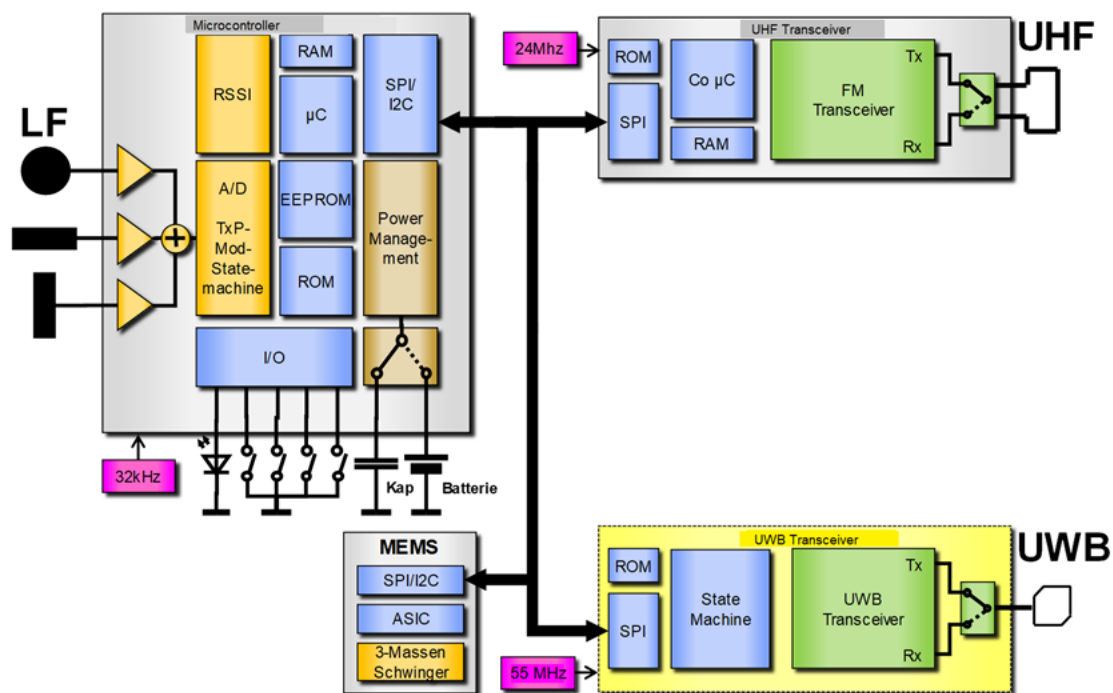 Microcontroller
RSSI
RAM
µC
SPI/
I2C
LF
A/D
TxP-
Mod-
State-
machine
EEPROM
ROM
Power
Manage-
ment
I/O
32kHz
Kap
Batterie
24Mhz
UHF Transceiver
UHF
ROM
SPI
Co µC
RAM
FM
Transceiver
Tx
Rx
MEMS
SPI/I2C
ASIC
3-Massen
Schwinger
55 MHz
UWB Transceiver
UWB
ROM
SPI
State
Machine
UWB
Transceiver
Tx
Rx